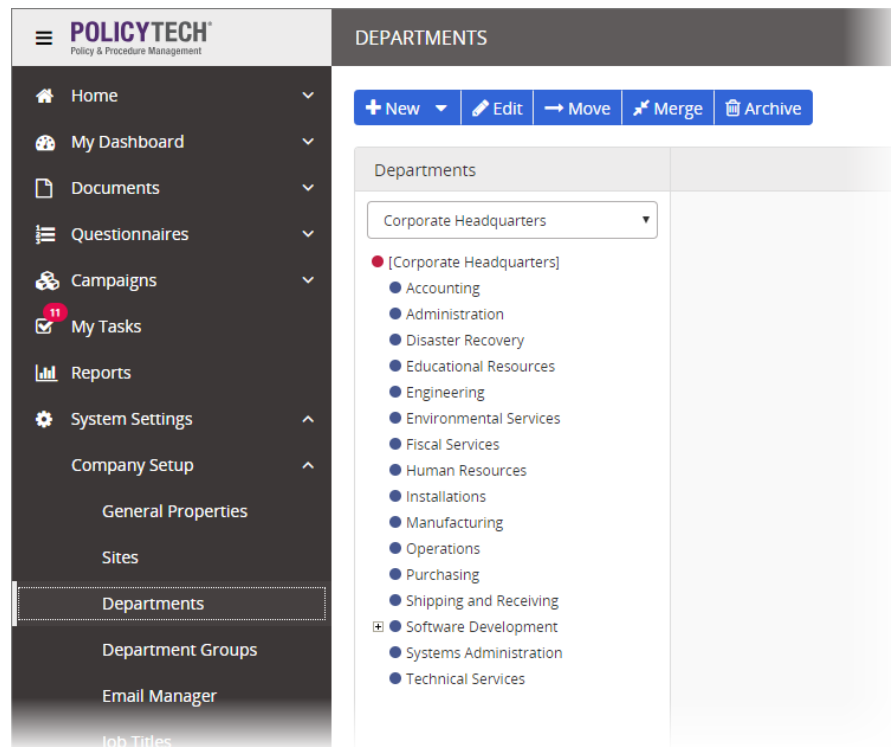 POLICYTECH®
Policy & Procedure Management
DEPARTMENTS
Home
My Dashboard
Documents
Questionnaires
Campaigns
11
My Tasks
Reports
System Settings
Company Setup
General Properties
Sites
Departments
Department Groups
Email Manager
Job Titles
New Edit Move Merge Archive
Departments
Corporate Headquarters
[Corporate Headquarters]
Accounting
Administration
Disaster Recovery
Educational Resources
Engineering
Environmental Services
Fiscal Services
Human Resources
Installations
Manufacturing
Operations
Purchasing
Shipping and Receiving
Software Development
Systems Administration
Technical Services